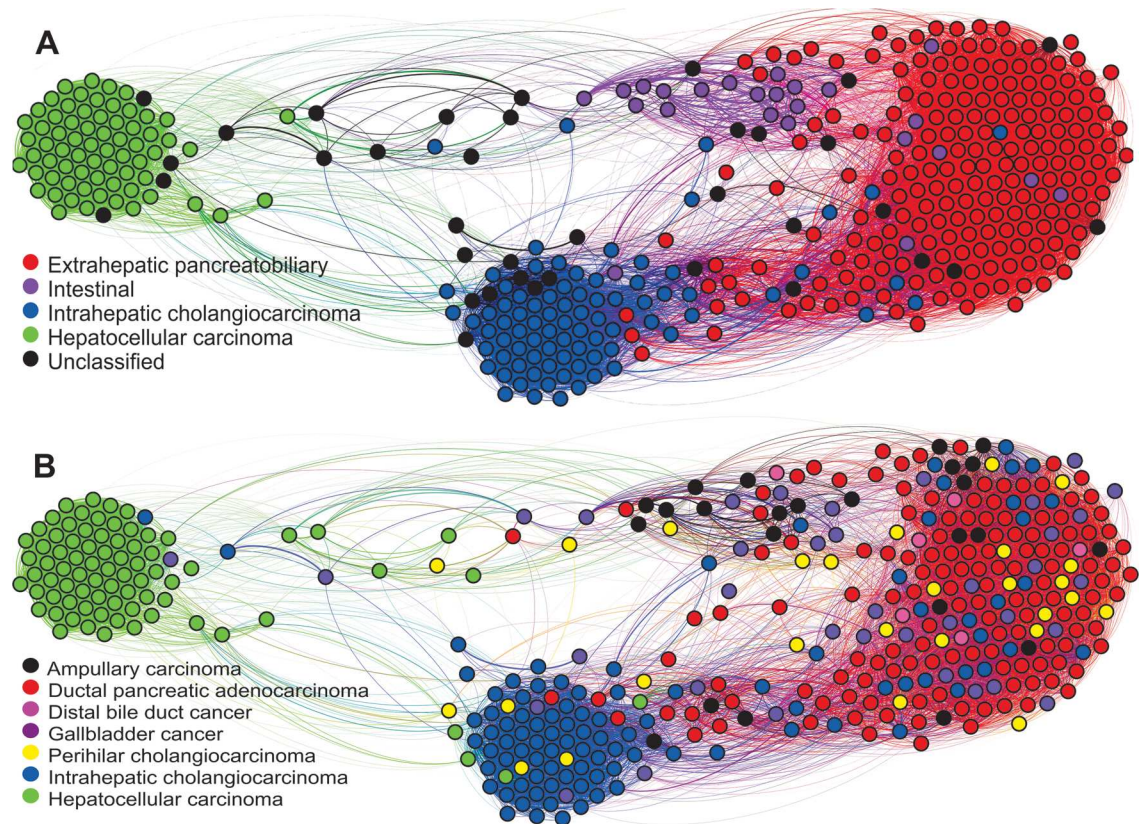 A
Extrahepatic pancreatobiliary
Intestinal
Intrahepatic cholangiocarcinoma
Hepatocellular carcinoma
Unclassified
B
Ampullary carcinoma
Ductal pancreatic adenocarcinoma
Distal bile duct cancer
Gallbladder cancer
Perihilar cholangiocarcinoma
Intrahepatic cholangiocarcinoma
Hepatocellular carcinoma